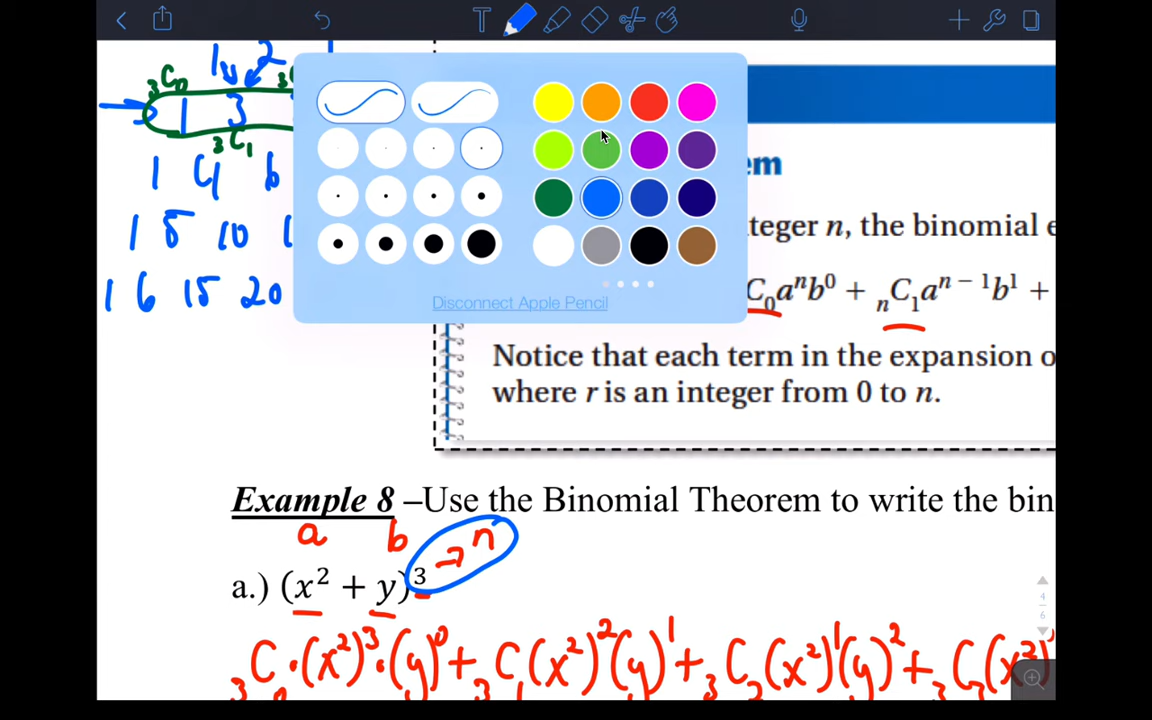 1 2
₃C₀ ₃C
1 3
₃C₁
1 4 6
1 5 10 1
1 6 15 20
T
em
teger n, the binomial e
C₀aⁿb⁰ + ₙC₁aⁿ⁻¹b¹ +
Notice that each term in the expansion o
where r is an integer from 0 to n.
Disconnect Apple Pencil
Example 8 –Use the Binomial Theorem to write the bin
a b → n
a.) (x² + y)³
₃C₀·(x²)³·(y)⁰+₃C₁(x²)²(y)¹+₃C₂(x²)¹(y)²+₃C₃(x²)
4
6